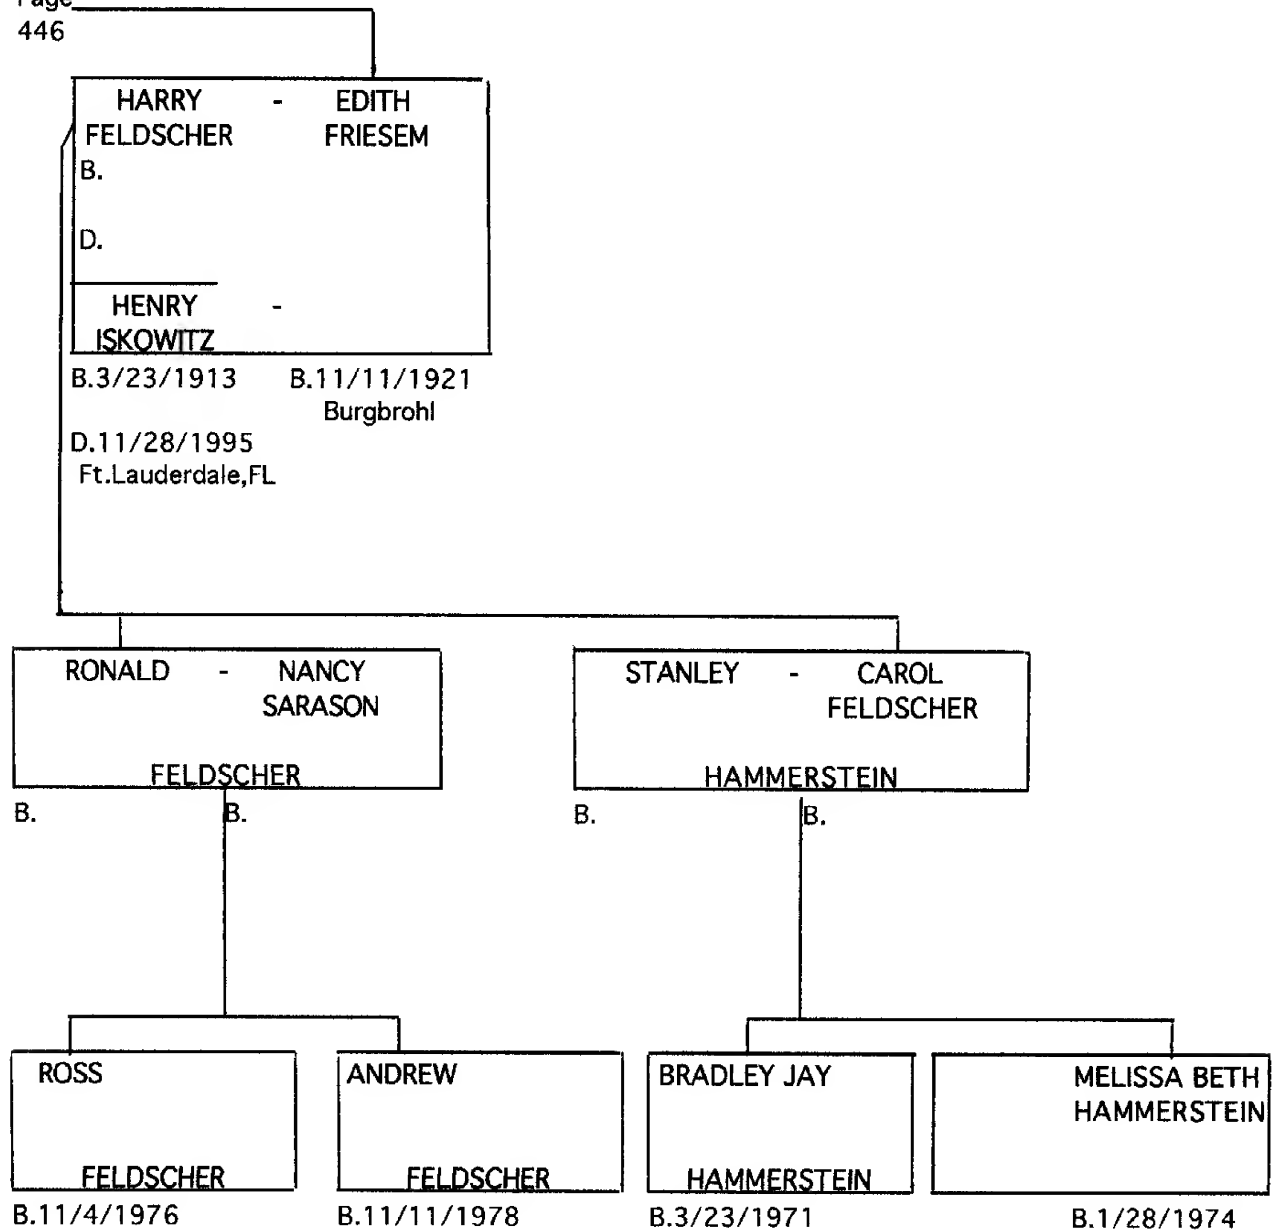 Page
446
HARRY - EDITH
FELDSCHER FRIESEM
B.
D.
HENRY -
ISKOWITZ
B.3/23/1913 B.11/11/1921
Burgbrohl
D.11/28/1995
Ft.Lauderdale,FL
RONALD - NANCY
SARASON
FELDSCHER
B. B.
STANLEY - CAROL
FELDSCHER
HAMMERSTEIN
B. B.
ROSS
FELDSCHER
B.11/4/1976
ANDREW
FELDSCHER
B.11/11/1978
BRADLEY JAY
HAMMERSTEIN
B.3/23/1971
MELISSA BETH
HAMMERSTEIN
B.1/28/1974